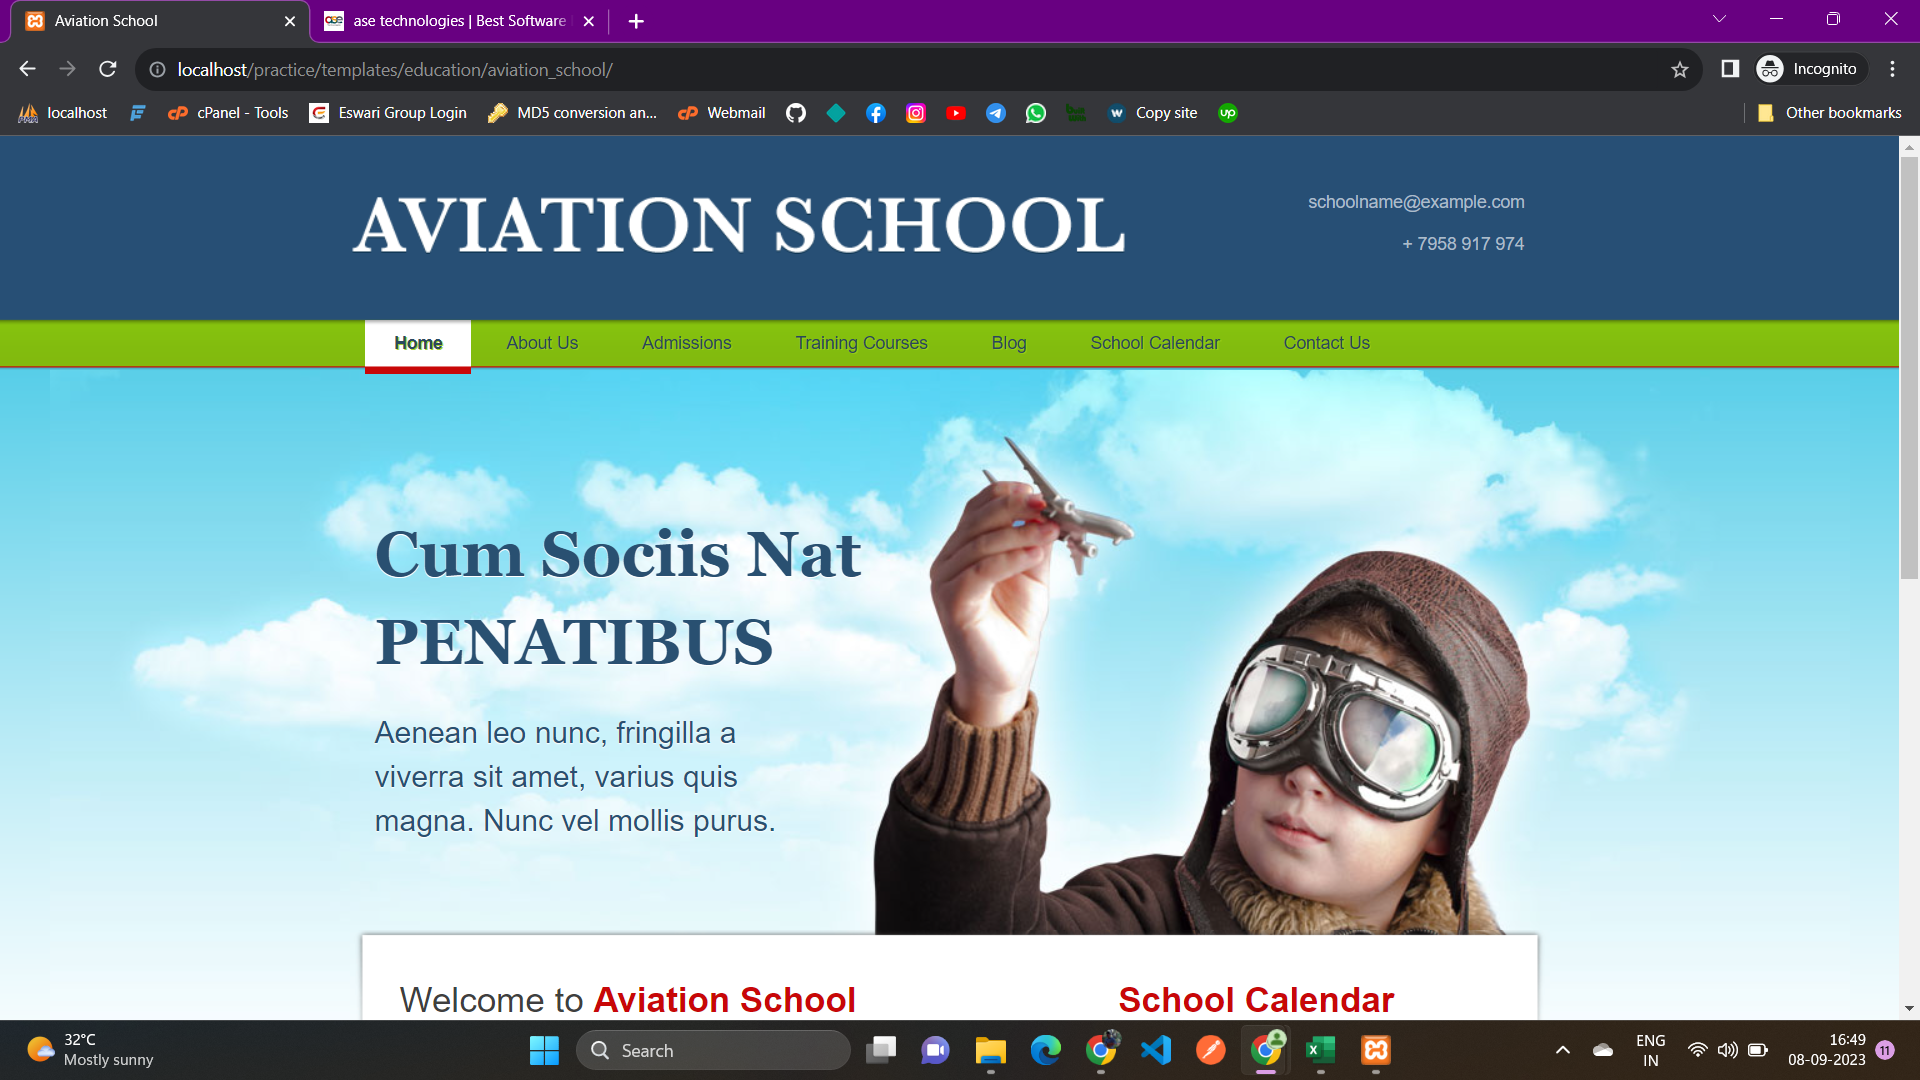 Aviation School
ase technologies | Best Software
localhost/practice/templates/education/aviation_school/
Incognito
localhost
cPanel - Tools
Eswari Group Login
MD5 conversion an...
Webmail
Copy site
Other bookmarks
AVIATION SCHOOL
schoolname@example.com
+ 7958 917 974
Home
About Us
Admissions
Training Courses
Blog
School Calendar
Contact Us
Cum Sociis Nat
PENATIBUS
Aenean leo nunc, fringilla a
viverra sit amet, varius quis
magna. Nunc vel mollis purus.
Welcome to Aviation School
School Calendar
32°C
Mostly sunny
Search
ENG
IN
16:49
08-09-2023
11